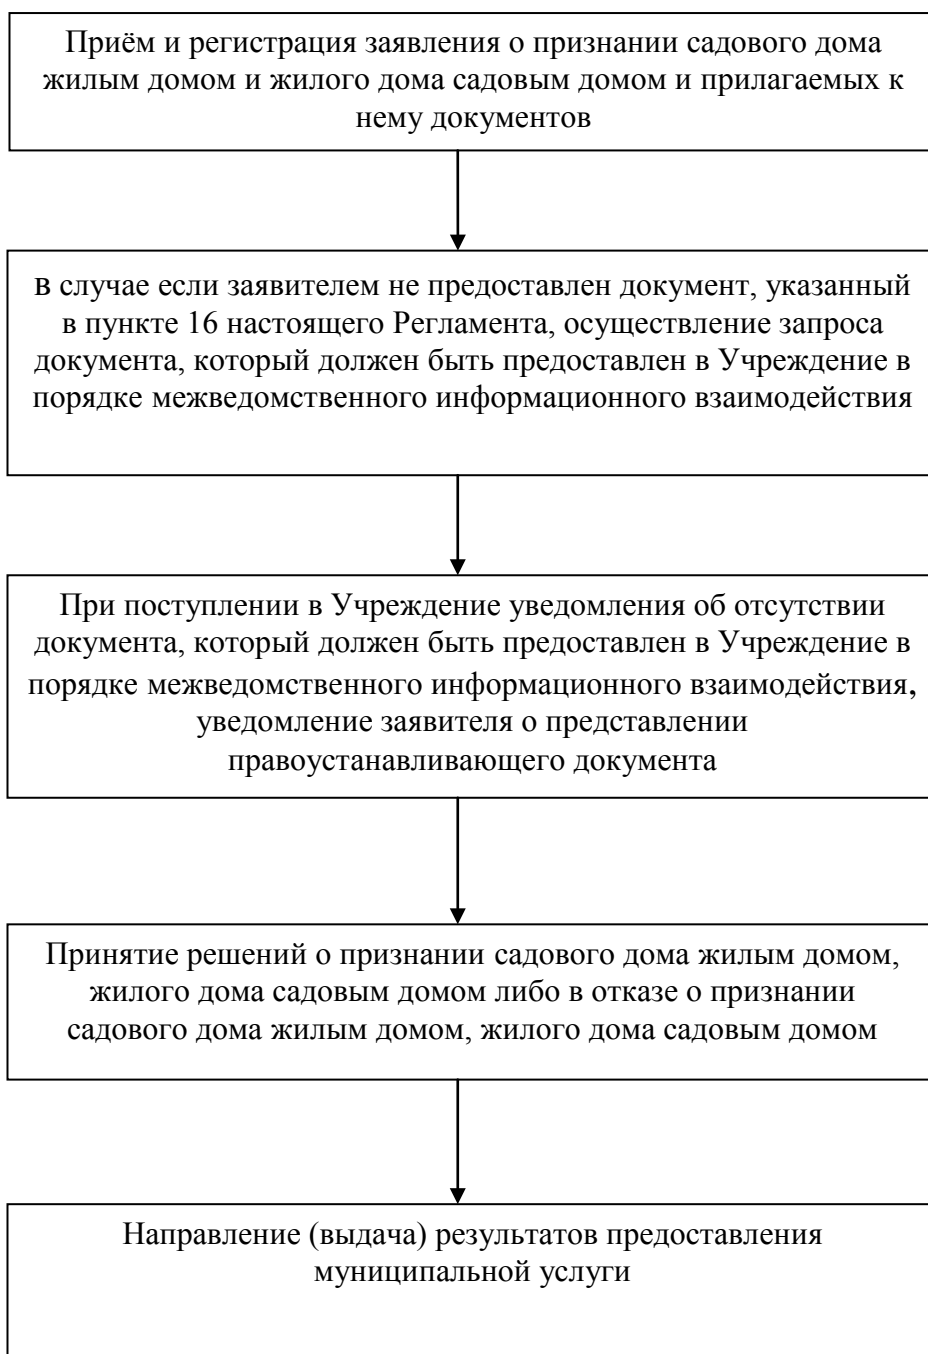 Приём и регистрация заявления о признании садового дома
жилым домом и жилого дома садовым домом и прилагаемых к
нему документов
в случае если заявителем не предоставлен документ, указанный
в пункте 16 настоящего Регламента, осуществление запроса
документа, который должен быть предоставлен в Учреждение в
порядке межведомственного информационного взаимодействия
При поступлении в Учреждение уведомления об отсутствии
документа, который должен быть предоставлен в Учреждение в
порядке межведомственного информационного взаимодействия,
уведомление заявителя о представлении
правоустанавливающего документа
Принятие решений о признании садового дома жилым домом,
жилого дома садовым домом либо в отказе о признании
садового дома жилым домом, жилого дома садовым домом
Направление (выдача) результатов предоставления
муниципальной услуги